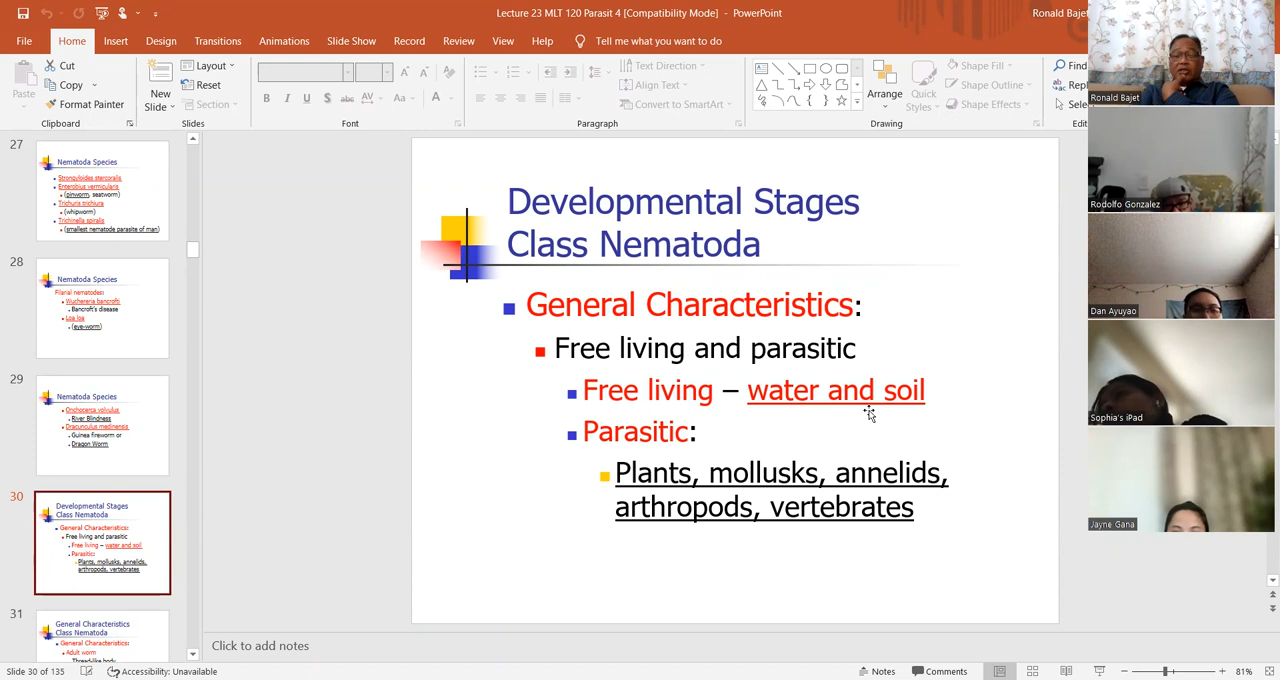 Lecture 23 MLT 120 Parasit 4 [Compatibility Mode] - PowerPoint
Ronald Bajet
File Home Insert Design Transitions Animations Slide Show Record Review View Help Tell me what you want to do
Paste
Cut
Copy
Format Painter
Clipboard
New
Slide
Layout
Reset
Section
Slides
B I U S abc AV Aa A
Font
Text Direction
Align Text
Convert to SmartArt
Paragraph
Arrange
Quick
Styles
Shape Fill
Shape Outline
Shape Effects
Drawing
Find
Ronald Bajet
Rodolfo Gonzalez
Dan Ayuyao
Sophia's iPad
Jayne Gana
27
Nematoda Species
Strongyloides stercoralis
Enterobius vermicularis
(pinworm, seatworm)
Trichuris trichiura
(whipworm)
Trichinella spiralis
(smallest nematode parasite of man)
28
Nematoda Species
Filarial nematodes:
Wuchereria bancrofti
Bancroft's disease
Loa loa
(eye-worm)
29
Nematoda Species
Onchocerca volvulus
River Blindness
Dracunculus medinensis
Guinea fireworm or
Dragon Worm
30
Developmental Stages
Class Nematoda
General Characteristics:
Free living and parasitic
Free living – water and soil
Parasitic:
Plants, mollusks, annelids,
arthropods, vertebrates
31
General Characteristics
Class Nematoda
General Characteristics:
Adult worm
Thread-like body
Developmental Stages
Class Nematoda
General Characteristics:
Free living and parasitic
Free living – water and soil
Parasitic:
Plants, mollusks, annelids,
arthropods, vertebrates
Click to add notes
Slide 30 of 135 Accessibility: Unavailable Notes Comments 81%